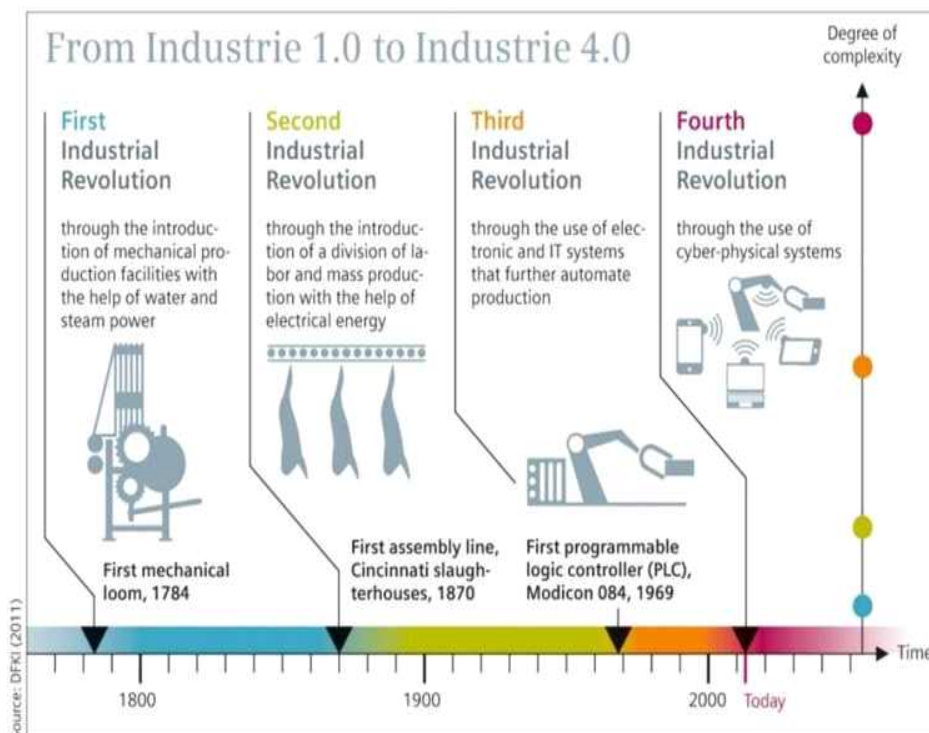 From Industrie 1.0 to Industrie 4.0
Degree of
complexity
First
Industrial
Revolution
through the introduc-
tion of mechanical pro-
duction facilities with
the help of water and
steam power
Second
Industrial
Revolution
through the introduc-
tion of a division of la-
bor and mass produc-
tion with the help of
electrical energy
Third
Industrial
Revolution
through the use of elec-
tronic and IT systems
that further automate
production
Fourth
Industrial
Revolution
through the use of
cyber-physical systems
First mechanical
loom, 1784
First assembly line,
Cincinnati slaugh-
terhouses, 1870
First programmable
logic controller (PLC),
Modicon 084, 1969
Time
1800
1900
2000
Today
Source: DFKI (2011)